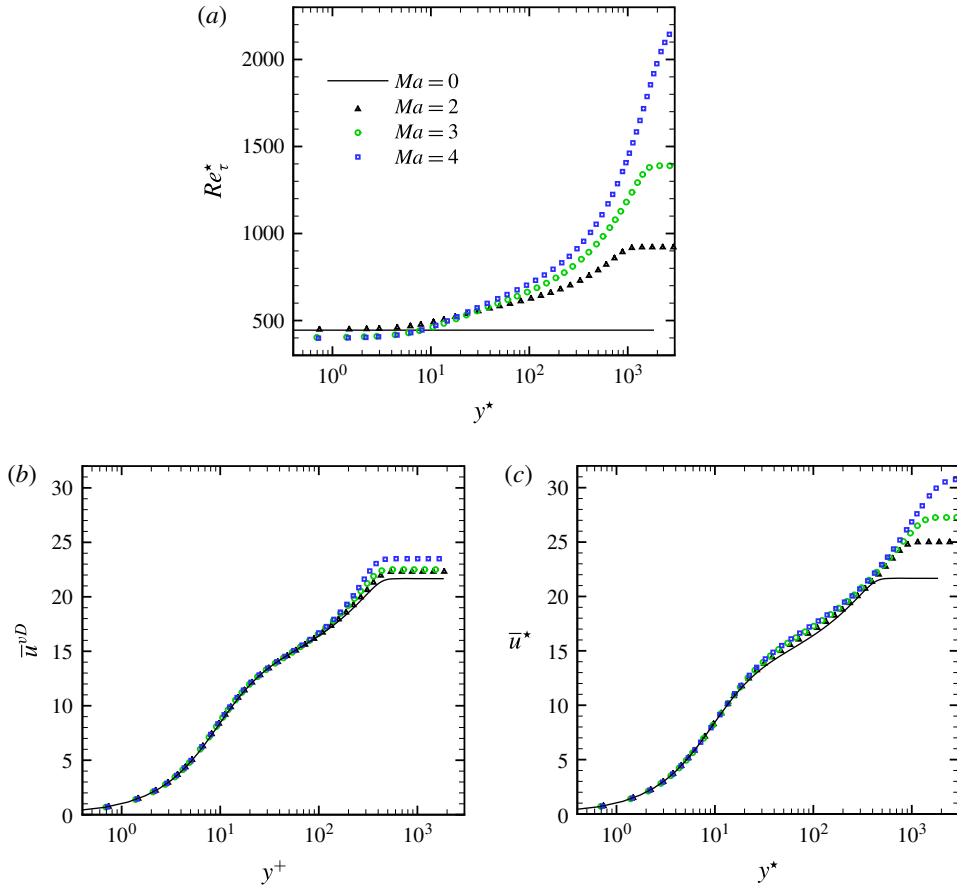 (a)
2000
1500
1000
500
Re⋆τ
Ma = 0
Ma = 2
Ma = 3
Ma = 4
10⁰ 10¹ 10² 10³
y⋆
(b)
30
25
20
15
10
5
0
u̅ᵛᴰ
10⁰ 10¹ 10² 10³
y⁺
(c)
30
25
20
15
10
5
0
u̅⋆
10⁰ 10¹ 10² 10³
y⋆